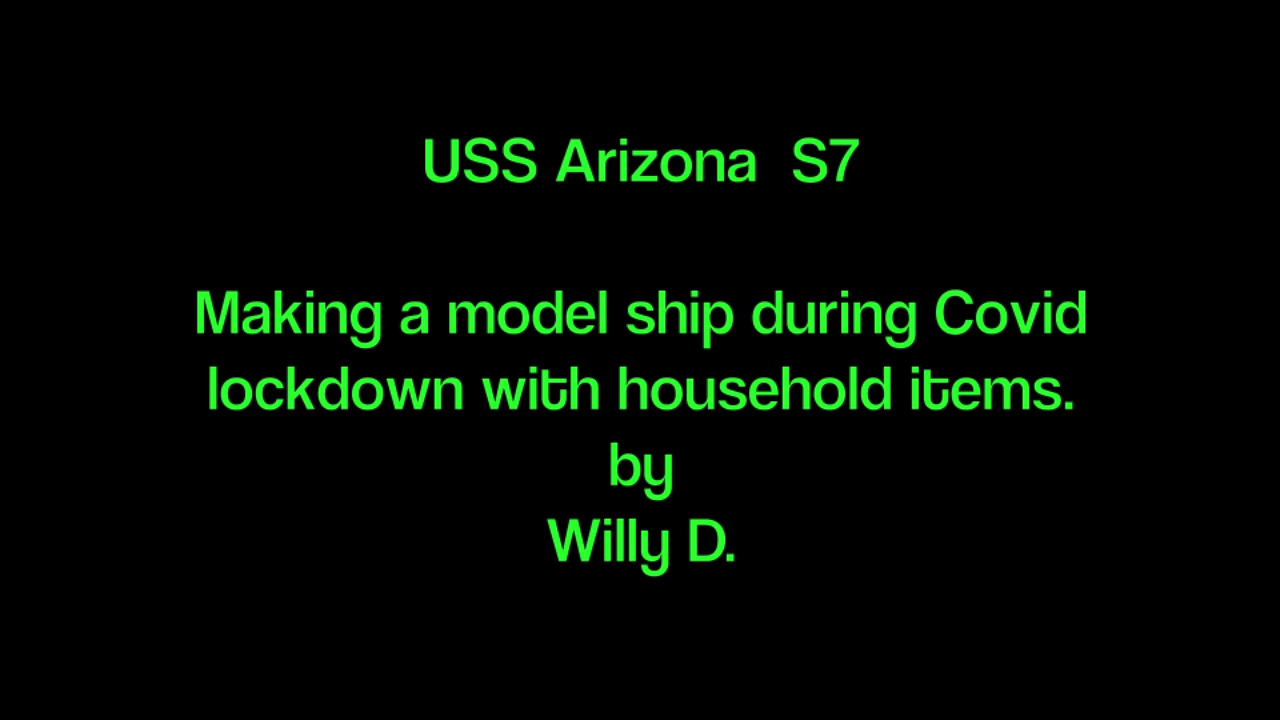 USS Arizona  S7
Making a model ship during Covid
lockdown with household items.
by
Willy D.